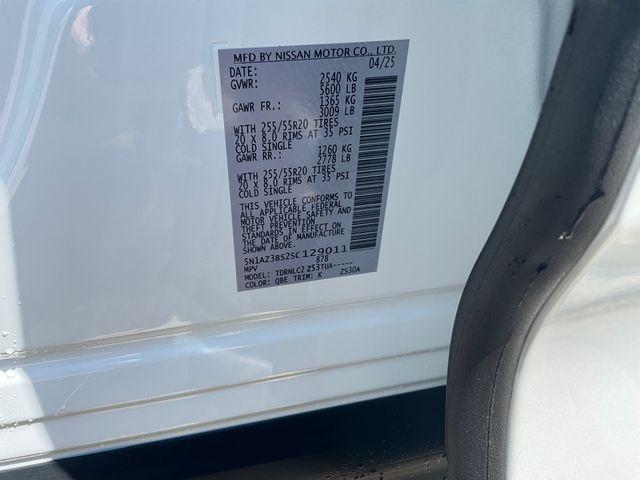 MFD BY NISSAN MOTOR CO., LTD.
DATE: 04/25
GVWR: 2540 KG
5600 LB
GAWR FR.: 1365 KG
3009 LB
WITH 255/55R20 TIRES
20 X 8.0 RIMS AT 35 PSI
COLD SINGLE
GAWR RR.: 1260 KG
2778 LB
WITH 255/55R20 TIRES
20 X 8.0 RIMS AT 35 PSI
COLD SINGLE
THIS VEHICLE CONFORMS TO
ALL APPLICABLE FEDERAL
MOTOR VEHICLE SAFETY AND
THEFT PREVENTION
STANDARDS IN EFFECT ON
THE DATE OF MANUFACTURE
SHOWN ABOVE.
5N1AZ3BS2SC129011
MPV 878
MODEL: TDRNLC2Z53TUA-----
COLOR: QBE TRIM: K ZS30A